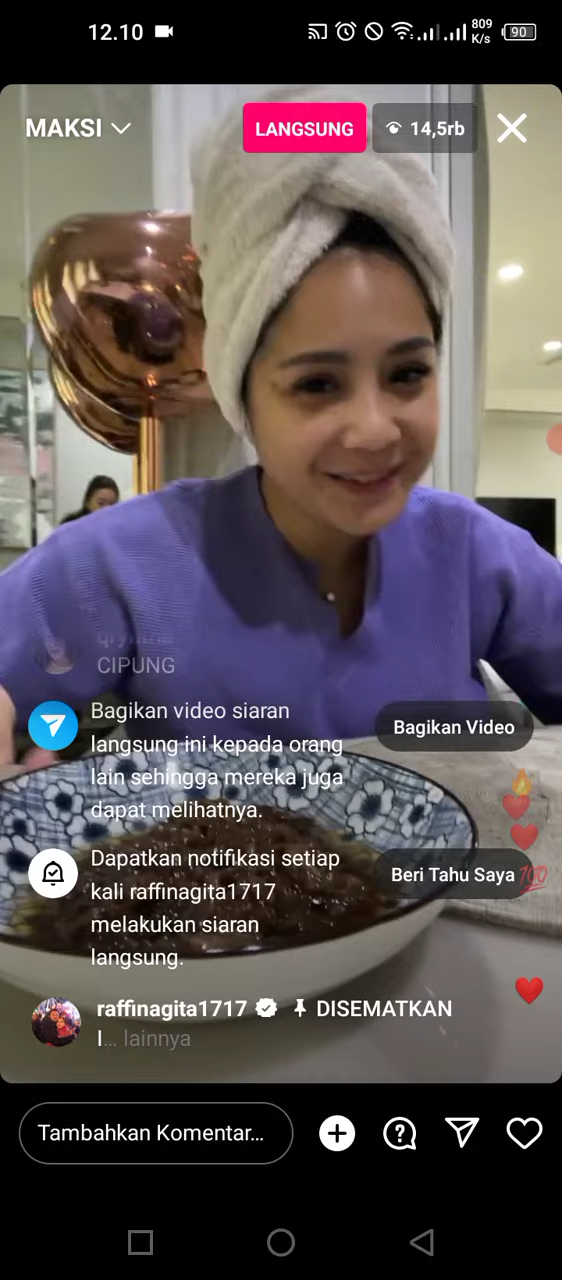 12.10
809
K/s
90
MAKSI
LANGSUNG
14,5rb
CIPUNG
Bagikan video siaran
langsung ini kepada orang
lain sehingga mereka juga
dapat melihatnya.
Bagikan Video
Dapatkan notifikasi setiap
kali raffinagita1717
melakukan siaran
langsung.
Beri Tahu Saya
100
raffinagita1717 DISEMATKAN
I... lainnya
Tambahkan Komentar...